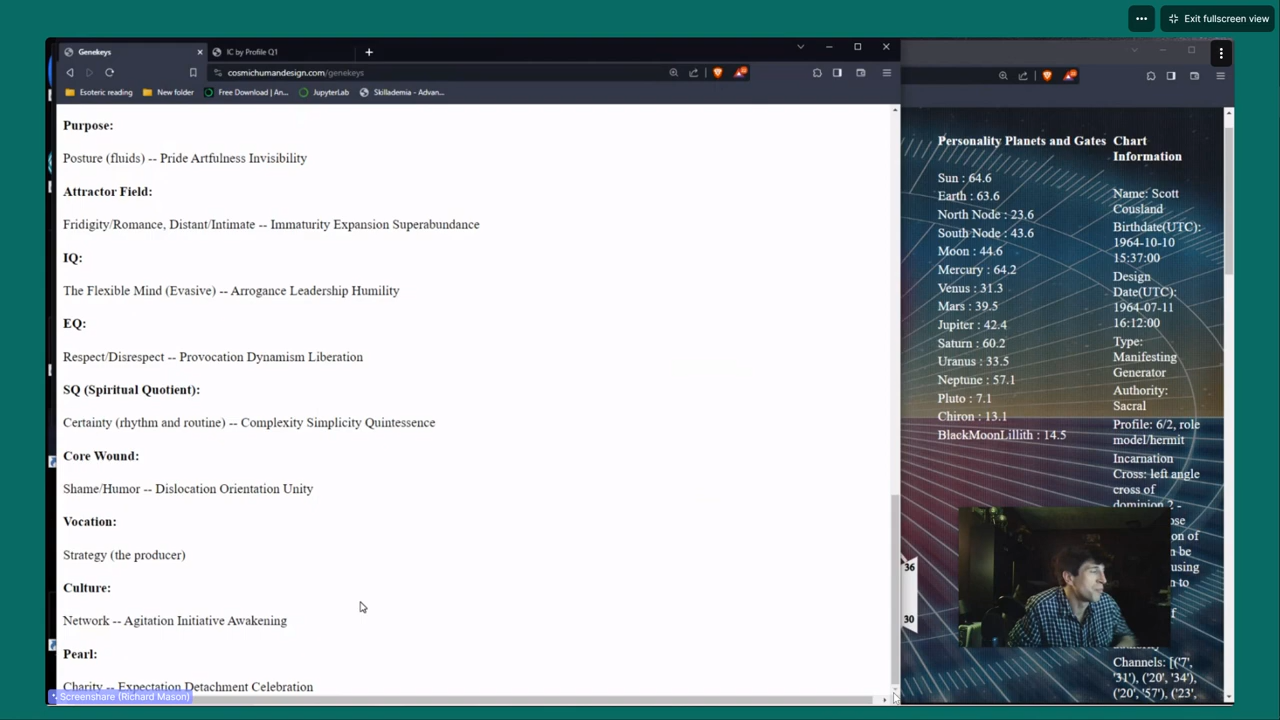 Exit fullscreen view
Genekeys
IC by Profile Q1
cosmichumandesign.com/genekeys
Esoteric reading
New folder
Free Download | An...
JupyterLab
Skillademia - Advan...
Purpose:
Posture (fluids) -- Pride Artfulness Invisibility
Attractor Field:
Fridigity/Romance, Distant/Intimate -- Immaturity Expansion Superabundance
IQ:
The Flexible Mind (Evasive) -- Arrogance Leadership Humility
EQ:
Respect/Disrespect -- Provocation Dynamism Liberation
SQ (Spiritual Quotient):
Certainty (rhythm and routine) -- Complexity Simplicity Quintessence
Core Wound:
Shame/Humor -- Dislocation Orientation Unity
Vocation:
Strategy (the producer)
Culture:
Network -- Agitation Initiative Awakening
Pearl:
Charity -- Expectation Detachment Celebration
Screenshare (Richard Mason)
Personality Planets and Gates
Sun : 64.6
Earth : 63.6
North Node : 23.6
South Node : 43.6
Moon : 44.6
Mercury : 64.2
Venus : 31.3
Mars : 39.5
Jupiter : 42.4
Saturn : 60.2
Uranus : 33.5
Neptune : 57.1
Pluto : 7.1
Chiron : 13.1
BlackMoonLillith : 14.5
36
30
Chart
Information
Name: Scott
Cousland
Birthdate(UTC):
1964-10-10
15:37:00
Design
Date(UTC):
1964-07-11
16:12:00
Type:
Manifesting
Generator
Authority:
Sacral
Profile: 6/2, role
model/hermit
Incarnation
Cross: left angle
cross of
dominion 2 -
of
be
using
to
Channels: [('7',
'31'), ('20', '34')
('20', '57'), ('23',